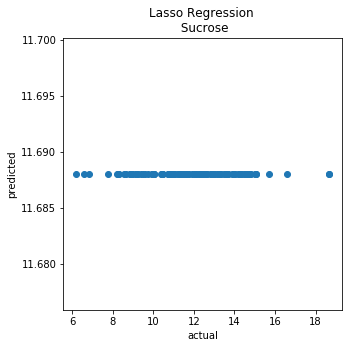 Lasso Regression
Sucrose
11.700
11.695
11.690
11.685
11.680
predicted
6 8 10 12 14 16 18
actual